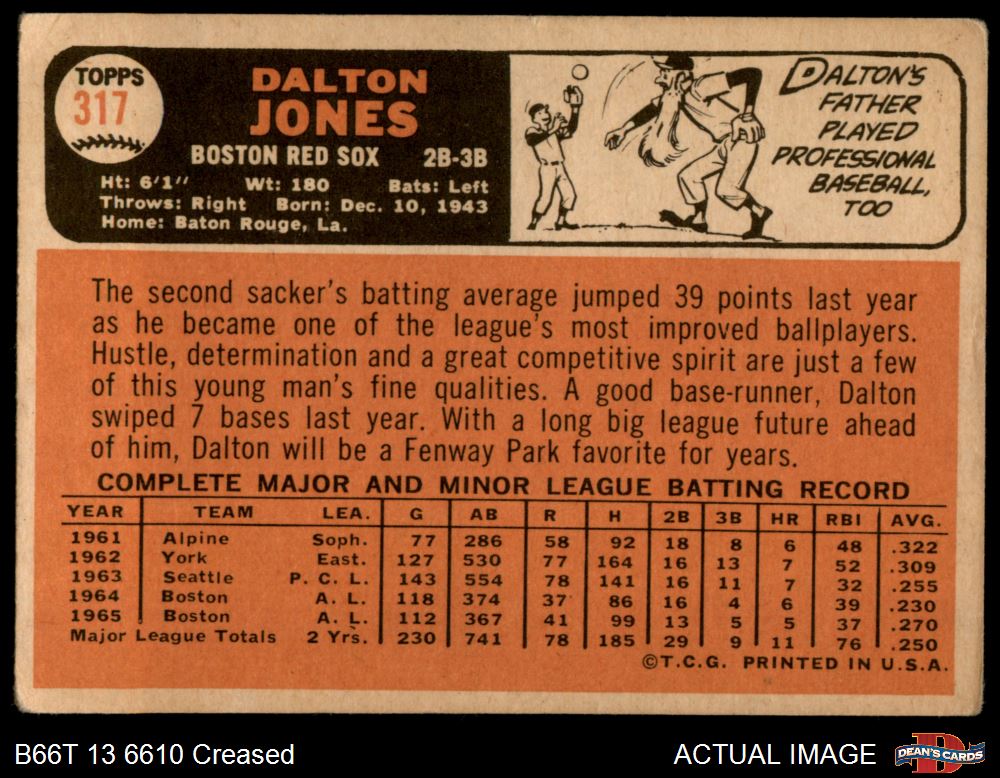 TOPPS
317
DALTON
JONES
BOSTON RED SOX 2B-3B
Ht: 6'1" Wt: 180 Bats: Left
Throws: Right Born: Dec. 10, 1943
Home: Baton Rouge, La.
DALTON'S
FATHER
PLAYED
PROFESSIONAL
BASEBALL,
TOO
The second sacker's batting average jumped 39 points last year
as he became one of the league's most improved ballplayers.
Hustle, determination and a great competitive spirit are just a few
of this young man's fine qualities. A good base-runner, Dalton
swiped 7 bases last year. With a long big league future ahead
of him, Dalton will be a Fenway Park favorite for years.
COMPLETE MAJOR AND MINOR LEAGUE BATTING RECORD
YEAR TEAM LEA. G AB R H 2B 3B HR RBI AVG.
1961 Alpine Soph. 77 286 58 92 18 8 6 48 .322
1962 York East. 127 530 77 164 16 13 7 52 .309
1963 Seattle P. C. L. 143 554 78 141 16 11 7 32 .255
1964 Boston A. L. 118 374 37 86 16 4 6 39 .230
1965 Boston A. L. 112 367 41 99 13 5 5 37 .270
Major League Totals 2 Yrs. 230 741 78 185 29 9 11 76 .250
©T.C.G. PRINTED IN U.S.A.
B66T 13 6610 Creased
ACTUAL IMAGE
DEAN'S CARDS